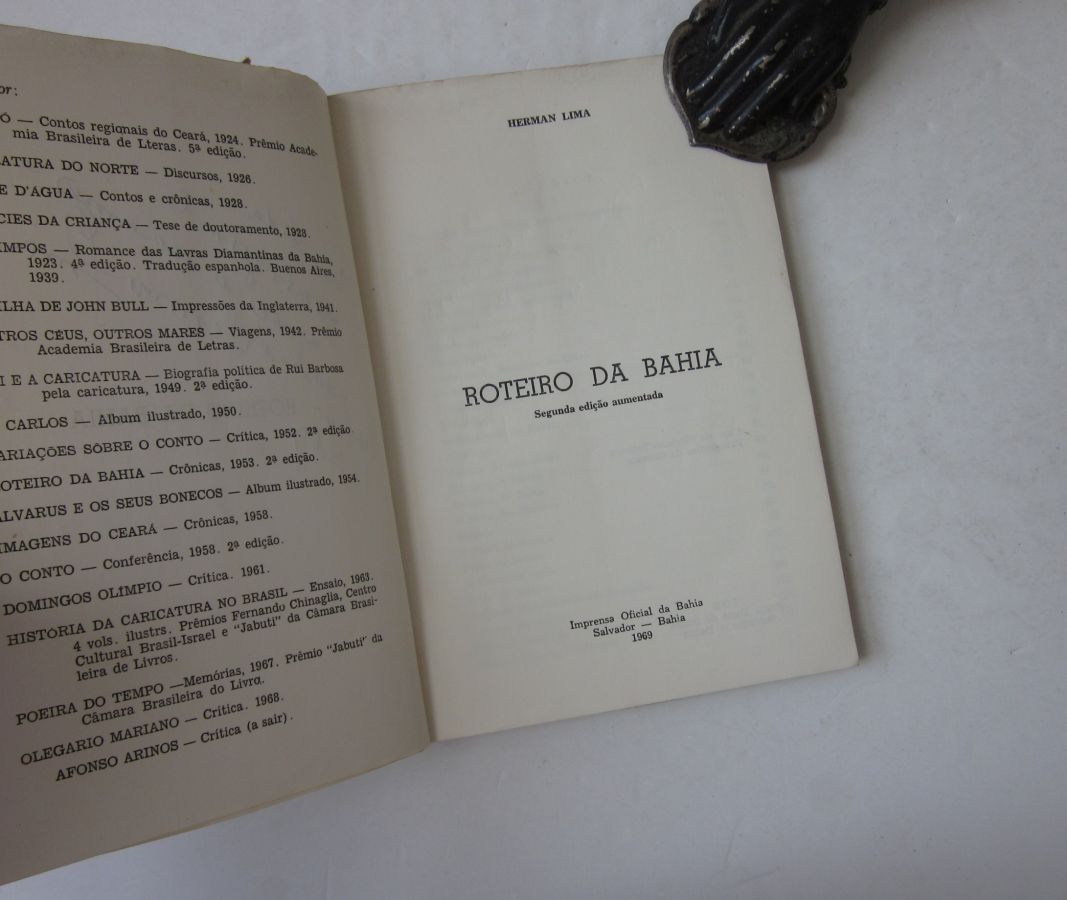 or:
O — Contos regionais do Ceará, 1924. Prêmio Acade-
mia Brasileira de Lteras. 5ª edição.
ATURA DO NORTE — Discursos, 1926.
E D'AGUA — Contos e crônicas, 1928.
CIES DA CRIANÇA — Tese de doutoramento, 1928.
IMPOS — Romance das Lavras Diamantinas da Bahia,
1923. 4ª edição. Tradução espanhola. Buenos Aires,
1939.
ILHA DE JOHN BULL — Impressões da Inglaterra, 1941.
TROS CÉUS, OUTROS MARES — Viagens, 1942. Prêmio
Academia Brasileira de Letras.
I E A CARICATURA — Biografia política de Rui Barbosa
pela caricatura, 1949. 2ª edição.
CARLOS — Album ilustrado, 1950.
ARIAÇÕES SÔBRE O CONTO — Crítica, 1952. 2ª edição.
OTEIRO DA BAHIA — Crônicas, 1953. 2ª edição.
ALVARUS E OS SEUS BONECOS — Album ilustrado, 1954.
IMAGENS DO CEARÁ — Crônicas, 1958.
O CONTO — Conferência, 1958. 2ª edição.
DOMINGOS OLÍMPIO — Crítica. 1961.
HISTÓRIA DA CARICATURA NO BRASIL — Ensaio, 1963.
4 vols. ilustrs. Prêmios Fernando Chinaglia, Centro
Cultural Brasil-Israel e "Jabuti" da Câmara Brasi-
leira de Livros.
POEIRA DO TEMPO —Memórias, 1967. Prêmio "Jabuti" da
Câmara Brasileira do Livro.
OLEGARIO MARIANO — Crítica. 1968.
AFONSO ARINOS — Crítica (a sair).
HERMAN LIMA
ROTEIRO DA BAHIA
Segunda edição aumentada
Imprensa Oficial da Bahia
Salvador — Bahia
1969